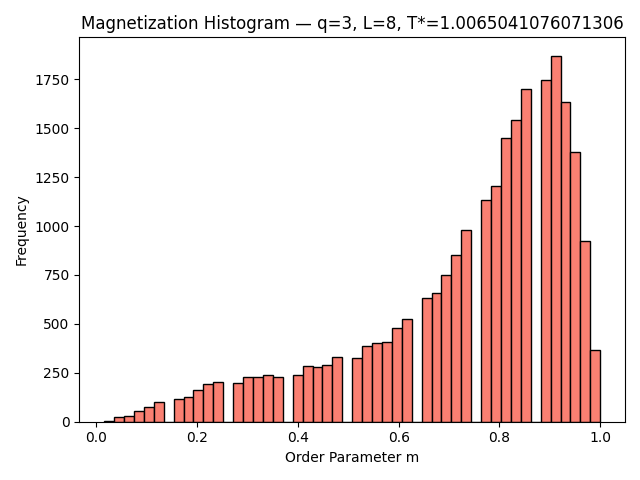 Magnetization Histogram — q=3, L=8, T*=1.0065041076071306
Frequency
1750
1500
1250
1000
750
500
250
0
0.0 0.2 0.4 0.6 0.8 1.0
Order Parameter m